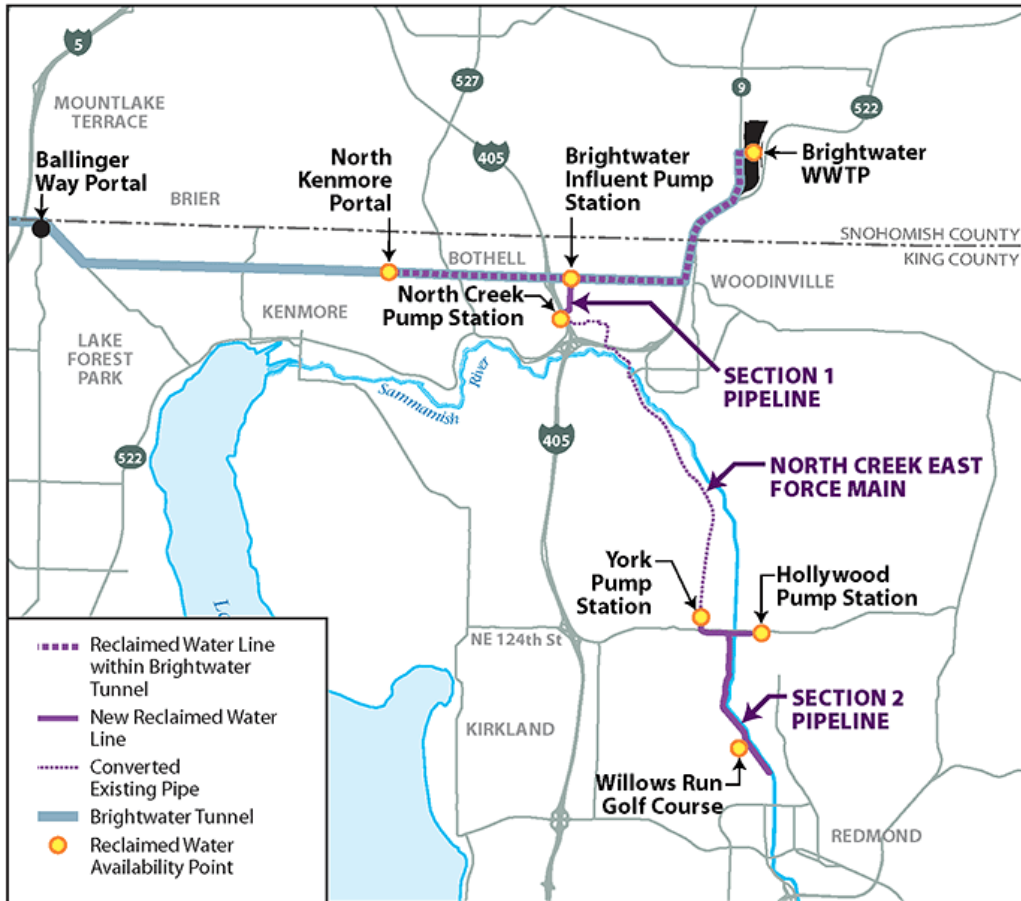 5
527
9
522
405
MOUNTLAKE
TERRACE
Ballinger
Way Portal
North
Kenmore
Portal
Brightwater
Influent Pump
Station
Brightwater
WWTP
BRIER
SNOHOMISH COUNTY
KING COUNTY
BOTHELL
WOODINVILLE
North Creek
Pump Station
KENMORE
LAKE
FOREST
PARK
Sammamish
River
SECTION 1
PIPELINE
405
522
NORTH CREEK EAST
FORCE MAIN
York
Pump
Station
Hollywood
Pump Station
NE 124th St
KIRKLAND
SECTION 2
PIPELINE
Willows Run
Golf Course
REDMOND
Reclaimed Water Line
within Brightwater
Tunnel
New Reclaimed Water
Line
Converted
Existing Pipe
Brightwater Tunnel
Reclaimed Water
Availability Point